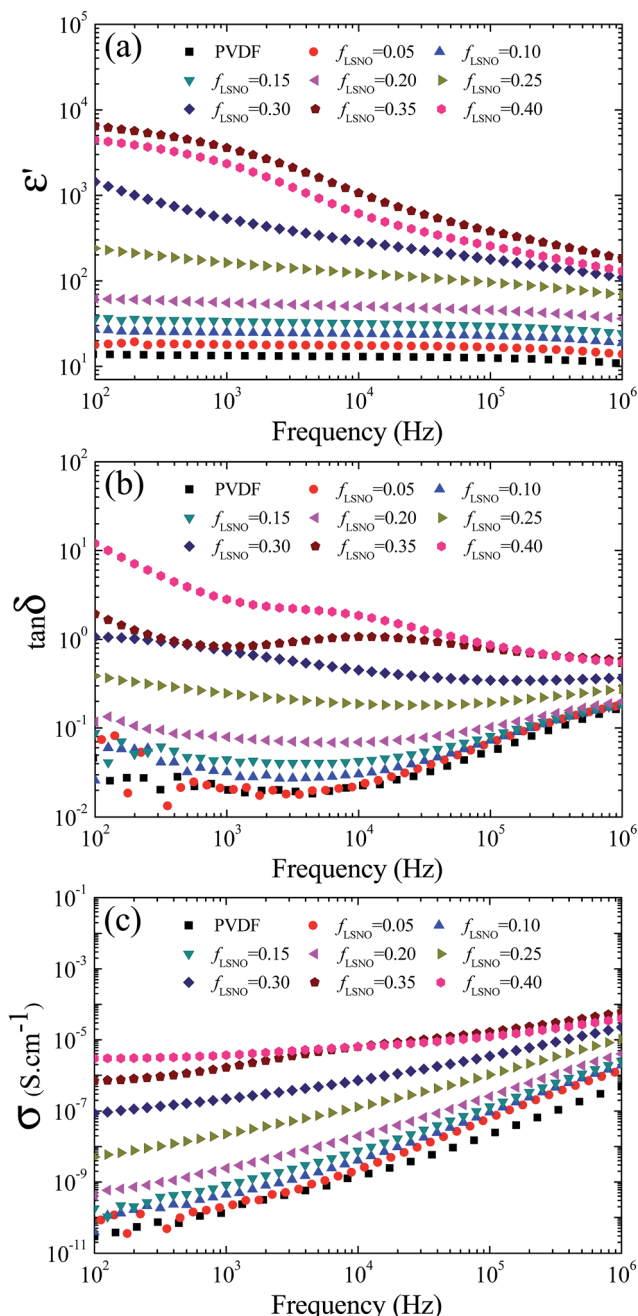 (a)
PVDF f_LSNO=0.05 f_LSNO=0.10
f_LSNO=0.15 f_LSNO=0.20 f_LSNO=0.25
f_LSNO=0.30 f_LSNO=0.35 f_LSNO=0.40
ε'
10^5
10^4
10^3
10^2
10^1
10^2 10^3 10^4 10^5 10^6
Frequency (Hz)
(b)
PVDF f_LSNO=0.05 f_LSNO=0.10
f_LSNO=0.15 f_LSNO=0.20 f_LSNO=0.25
f_LSNO=0.30 f_LSNO=0.35 f_LSNO=0.40
tanδ
10^2
10^1
10^0
10^-1
10^-2
10^2 10^3 10^4 10^5 10^6
Frequency (Hz)
(c)
PVDF f_LSNO=0.05 f_LSNO=0.10
f_LSNO=0.15 f_LSNO=0.20 f_LSNO=0.25
f_LSNO=0.30 f_LSNO=0.35 f_LSNO=0.40
σ (S.cm^-1)
10^-1
10^-3
10^-5
10^-7
10^-9
10^-11
10^2 10^3 10^4 10^5 10^6
Frequency (Hz)